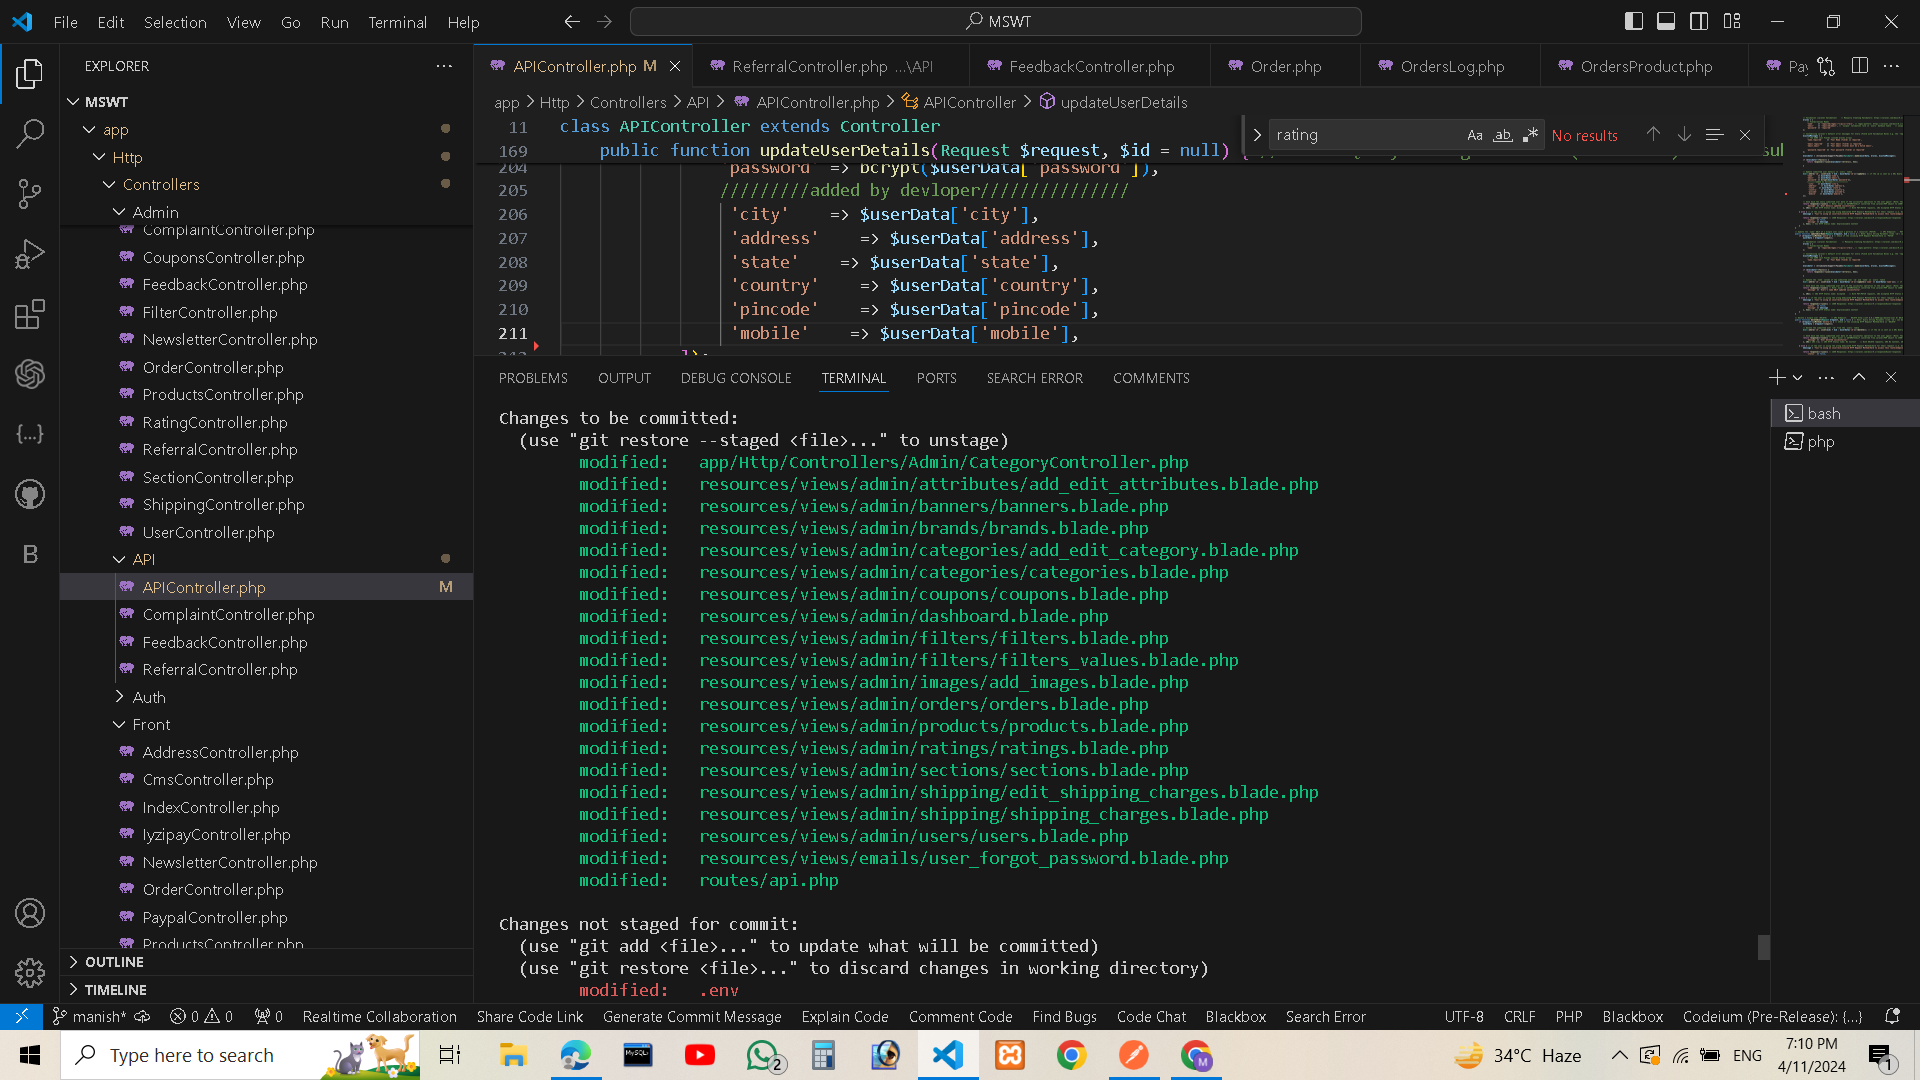 File Edit Selection View Go Run Terminal Help
MSWT
EXPLORER
MSWT
app
Http
Controllers
Admin
ComplaintController.php
CouponsController.php
FeedbackController.php
FilterController.php
NewsletterController.php
OrderController.php
ProductsController.php
RatingController.php
ReferralController.php
SectionController.php
ShippingController.php
UserController.php
API
APIController.php M
ComplaintController.php
FeedbackController.php
ReferralController.php
Auth
Front
AddressController.php
CmsController.php
IndexController.php
IyzipayController.php
NewsletterController.php
OrderController.php
PaypalController.php
ProductsController.php
OUTLINE
TIMELINE
APIController.php M
ReferralController.php ...\API
FeedbackController.php
Order.php
OrdersLog.php
OrdersProduct.php
app > Http > Controllers > API > APIController.php > APIController > updateUserDetails
rating
Aa ab
No results
11 class APIController extends Controller
169 public function updateUserDetails(Request $request, $id = null) {
204 'password' => bcrypt($userData['password']),
205 /////////added by devloper///////////////
206 'city' => $userData['city'],
207 'address' => $userData['address'],
208 'state' => $userData['state'],
209 'country' => $userData['country'],
210 'pincode' => $userData['pincode'],
211 'mobile' => $userData['mobile'],
PROBLEMS OUTPUT DEBUG CONSOLE TERMINAL PORTS SEARCH ERROR COMMENTS
bash
php
Changes to be committed:
(use "git restore --staged <file>..." to unstage)
modified: app/Http/Controllers/Admin/CategoryController.php
modified: resources/views/admin/attributes/add_edit_attributes.blade.php
modified: resources/views/admin/banners/banners.blade.php
modified: resources/views/admin/brands/brands.blade.php
modified: resources/views/admin/categories/add_edit_category.blade.php
modified: resources/views/admin/categories/categories.blade.php
modified: resources/views/admin/coupons/coupons.blade.php
modified: resources/views/admin/dashboard.blade.php
modified: resources/views/admin/filters/filters.blade.php
modified: resources/views/admin/filters/filters_values.blade.php
modified: resources/views/admin/images/add_images.blade.php
modified: resources/views/admin/orders/orders.blade.php
modified: resources/views/admin/products/products.blade.php
modified: resources/views/admin/ratings/ratings.blade.php
modified: resources/views/admin/sections/sections.blade.php
modified: resources/views/admin/shipping/edit_shipping_charges.blade.php
modified: resources/views/admin/shipping/shipping_charges.blade.php
modified: resources/views/admin/users/users.blade.php
modified: resources/views/emails/user_forgot_password.blade.php
modified: routes/api.php
Changes not staged for commit:
(use "git add <file>..." to update what will be committed)
(use "git restore <file>..." to discard changes in working directory)
modified: .env
manish* 0 0 0 Realtime Collaboration Share Code Link Generate Commit Message Explain Code Comment Code Find Bugs Code Chat Blackbox Search Error UTF-8 CRLF PHP Blackbox Codeium (Pre-Release): {...}
Type here to search
MySQL
2
M
34°C Haze
ENG
7:10 PM
4/11/2024
1